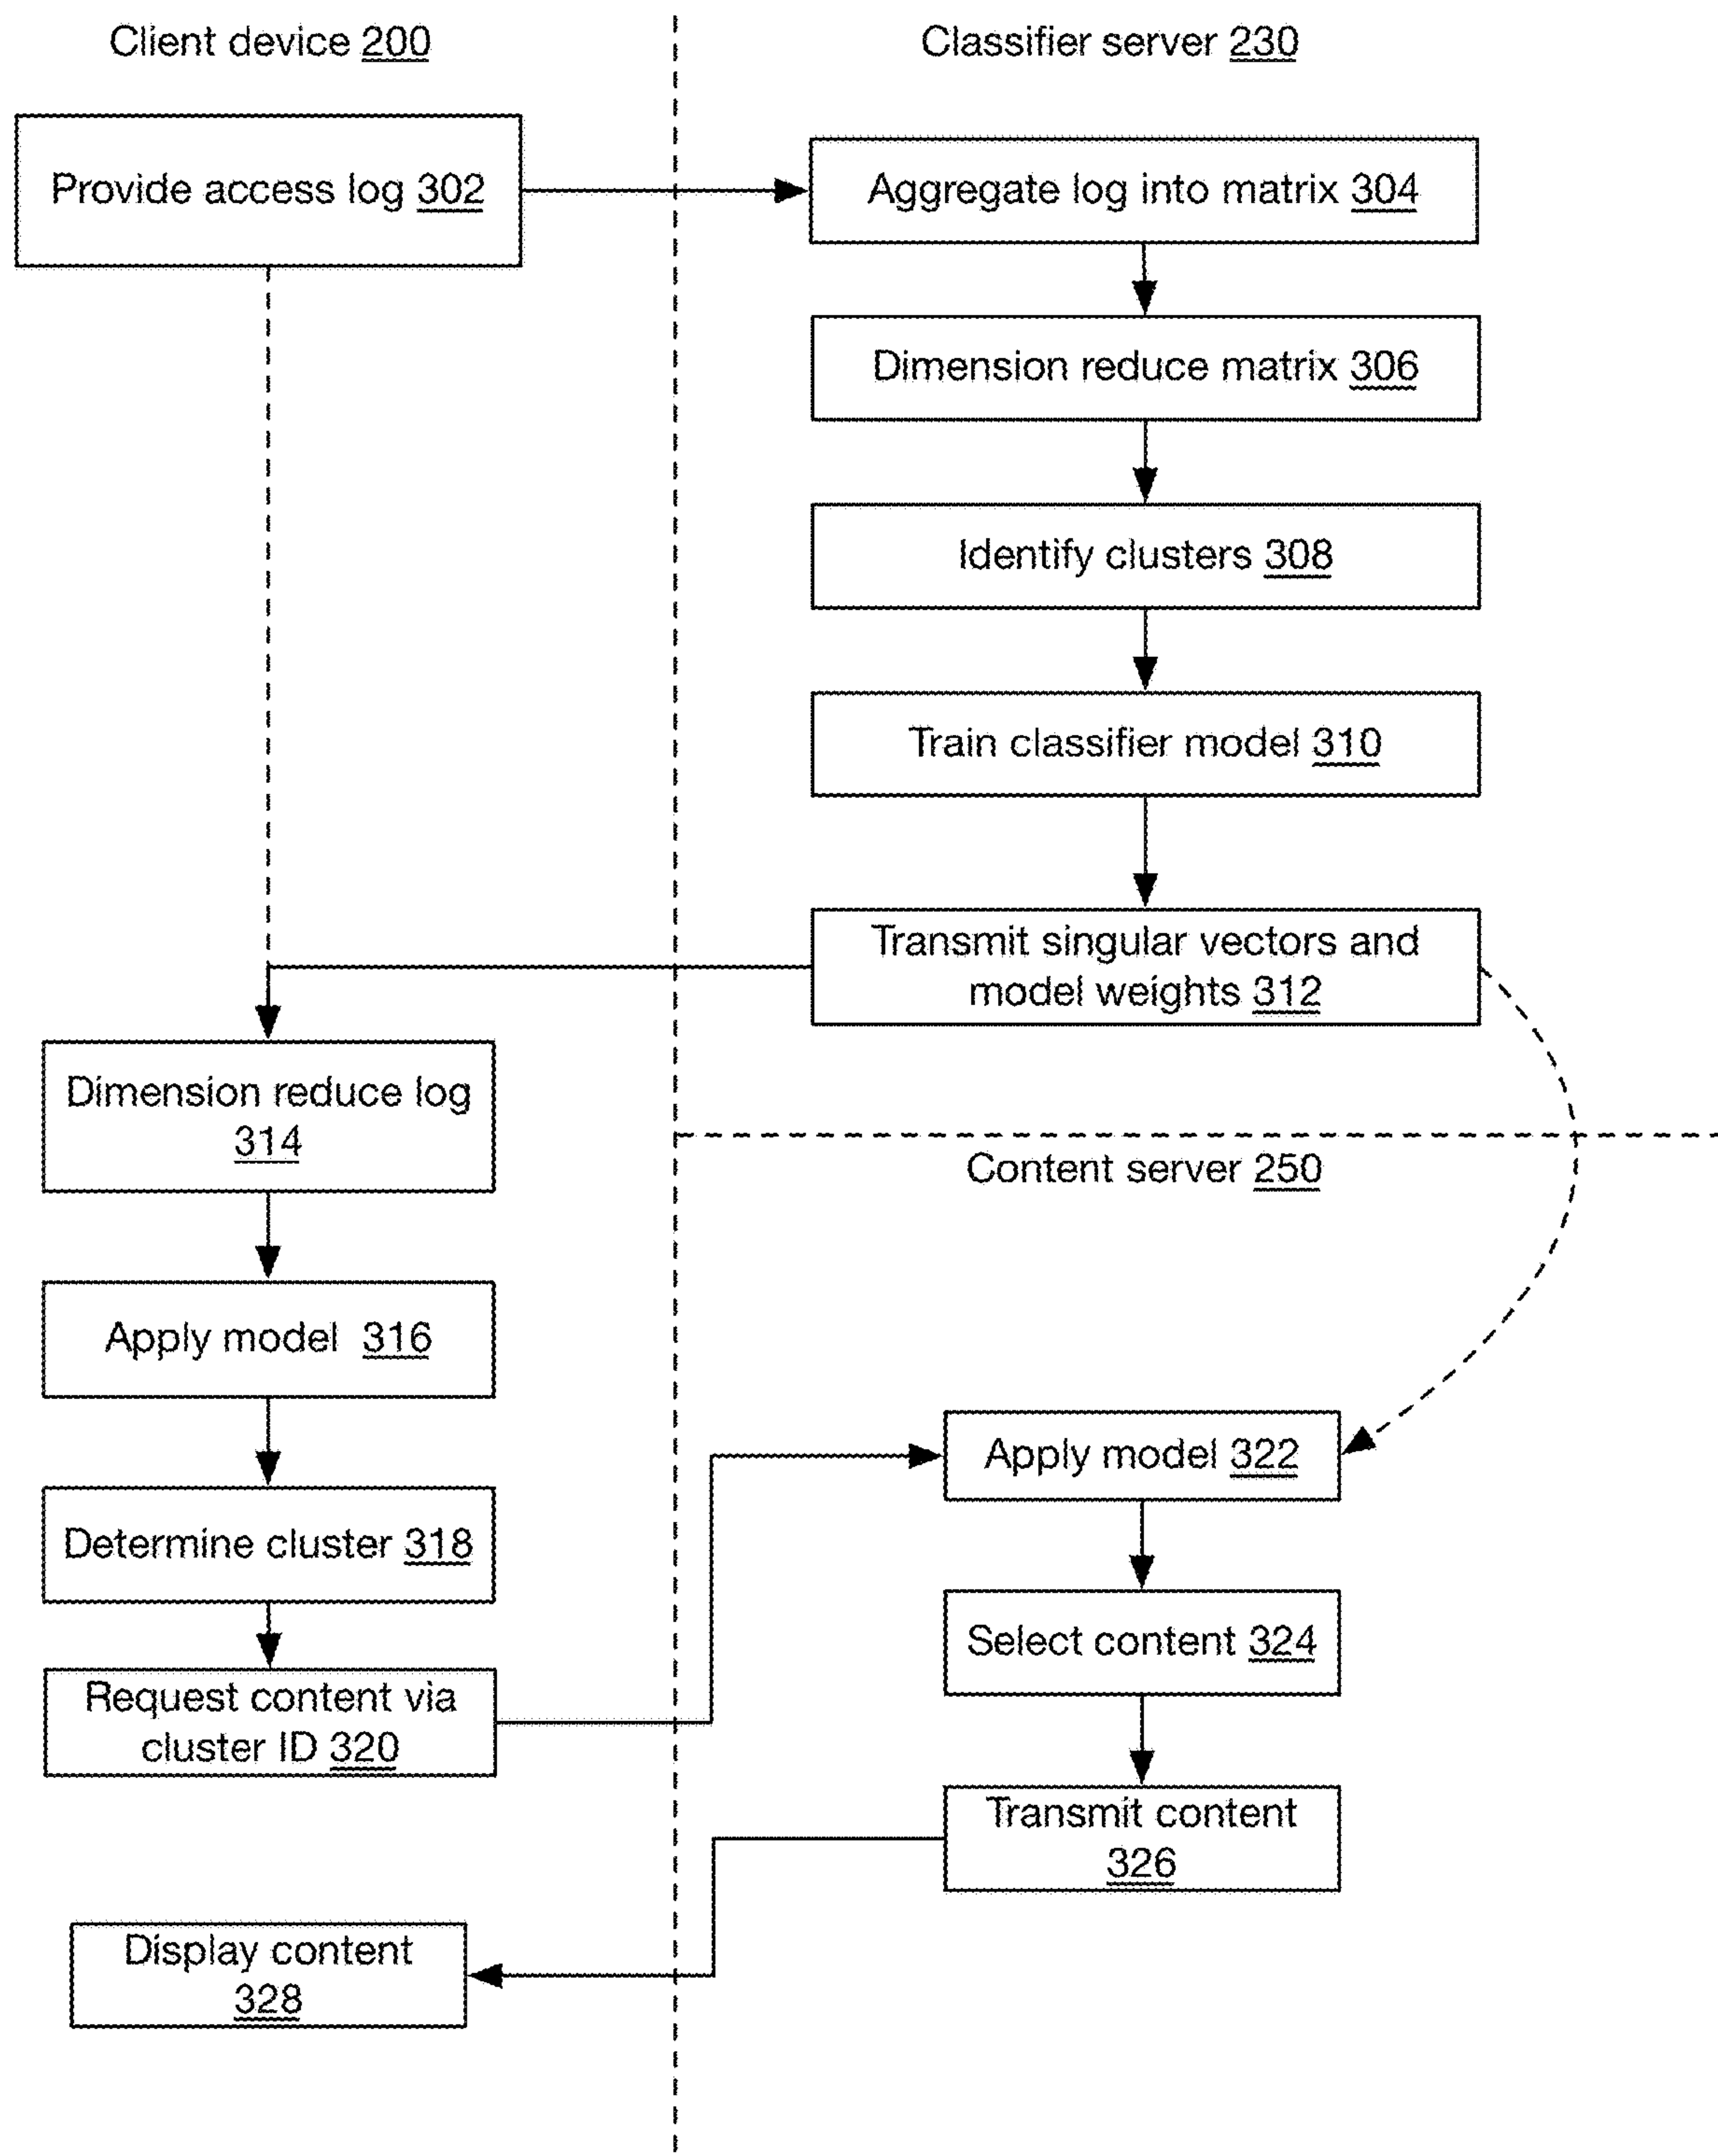 Client device 200
Classifier server 230
Provide access log 302
Aggregate log into matrix 304
Dimension reduce matrix 306
Identify clusters 308
Train classifier model 310
Transmit singular vectors and
model weights 312
Dimension reduce log
314
Content server 250
Apply model 316
Determine cluster 318
Request content via
cluster ID 320
Apply model 322
Select content 324
Transmit content
326
Display content
328